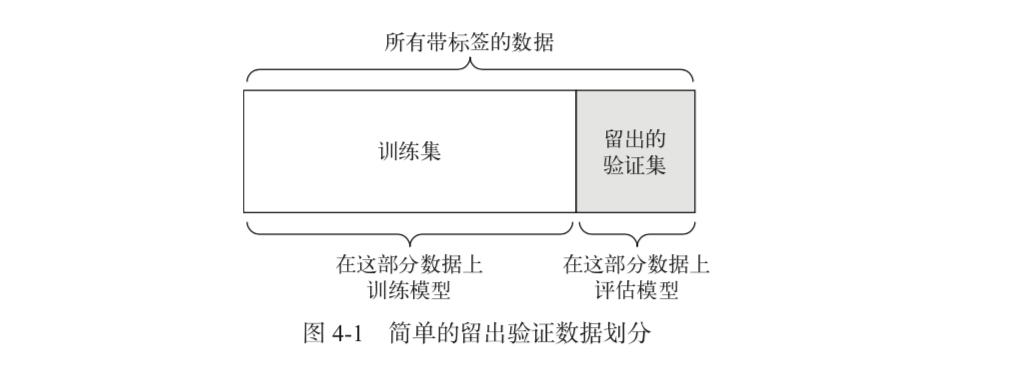 所有带标签的数据
训练集
留出的
验证集
在这部分数据上
训练模型
在这部分数据上
评估模型
图 4-1 简单的留出验证数据划分